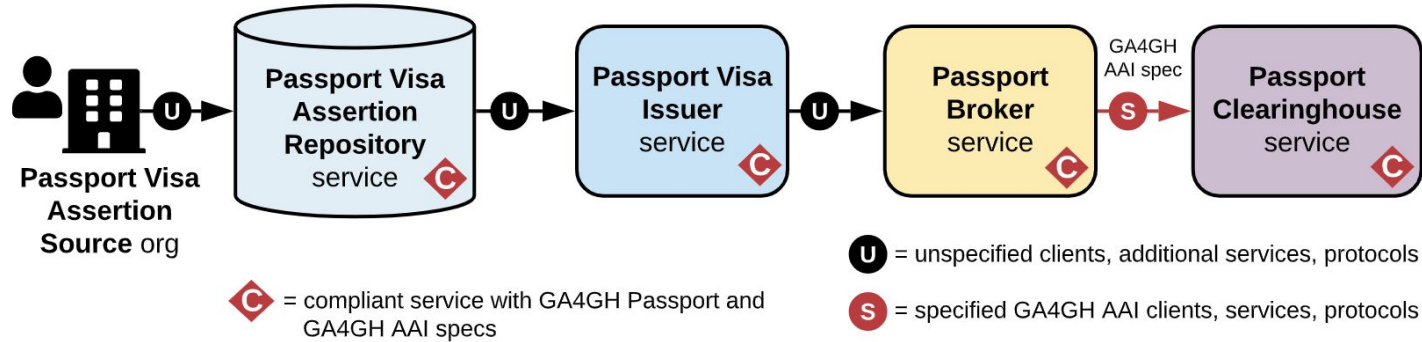 Passport Visa
Assertion
Source org
U
Passport Visa
Assertion
Repository
service
C
U
Passport Visa
Issuer
service
C
U
Passport
Broker
service
C
GA4GH
AAI spec
S
Passport
Clearinghouse
service
C
U = unspecified clients, additional services, protocols
C = compliant service with GA4GH Passport and
GA4GH AAI specs
S = specified GA4GH AAI clients, services, protocols